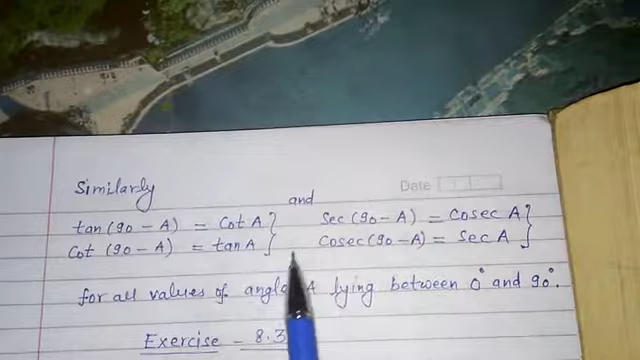 Similarly
and
Date
tan (90 - A) = Cot A } Sec (90 - A) = Cosec A }
Cot (90 - A) = tan A } Cosec (90 - A) = Sec A }
for all values of angle A lying between 0° and 90°.
Exercise - 8.3